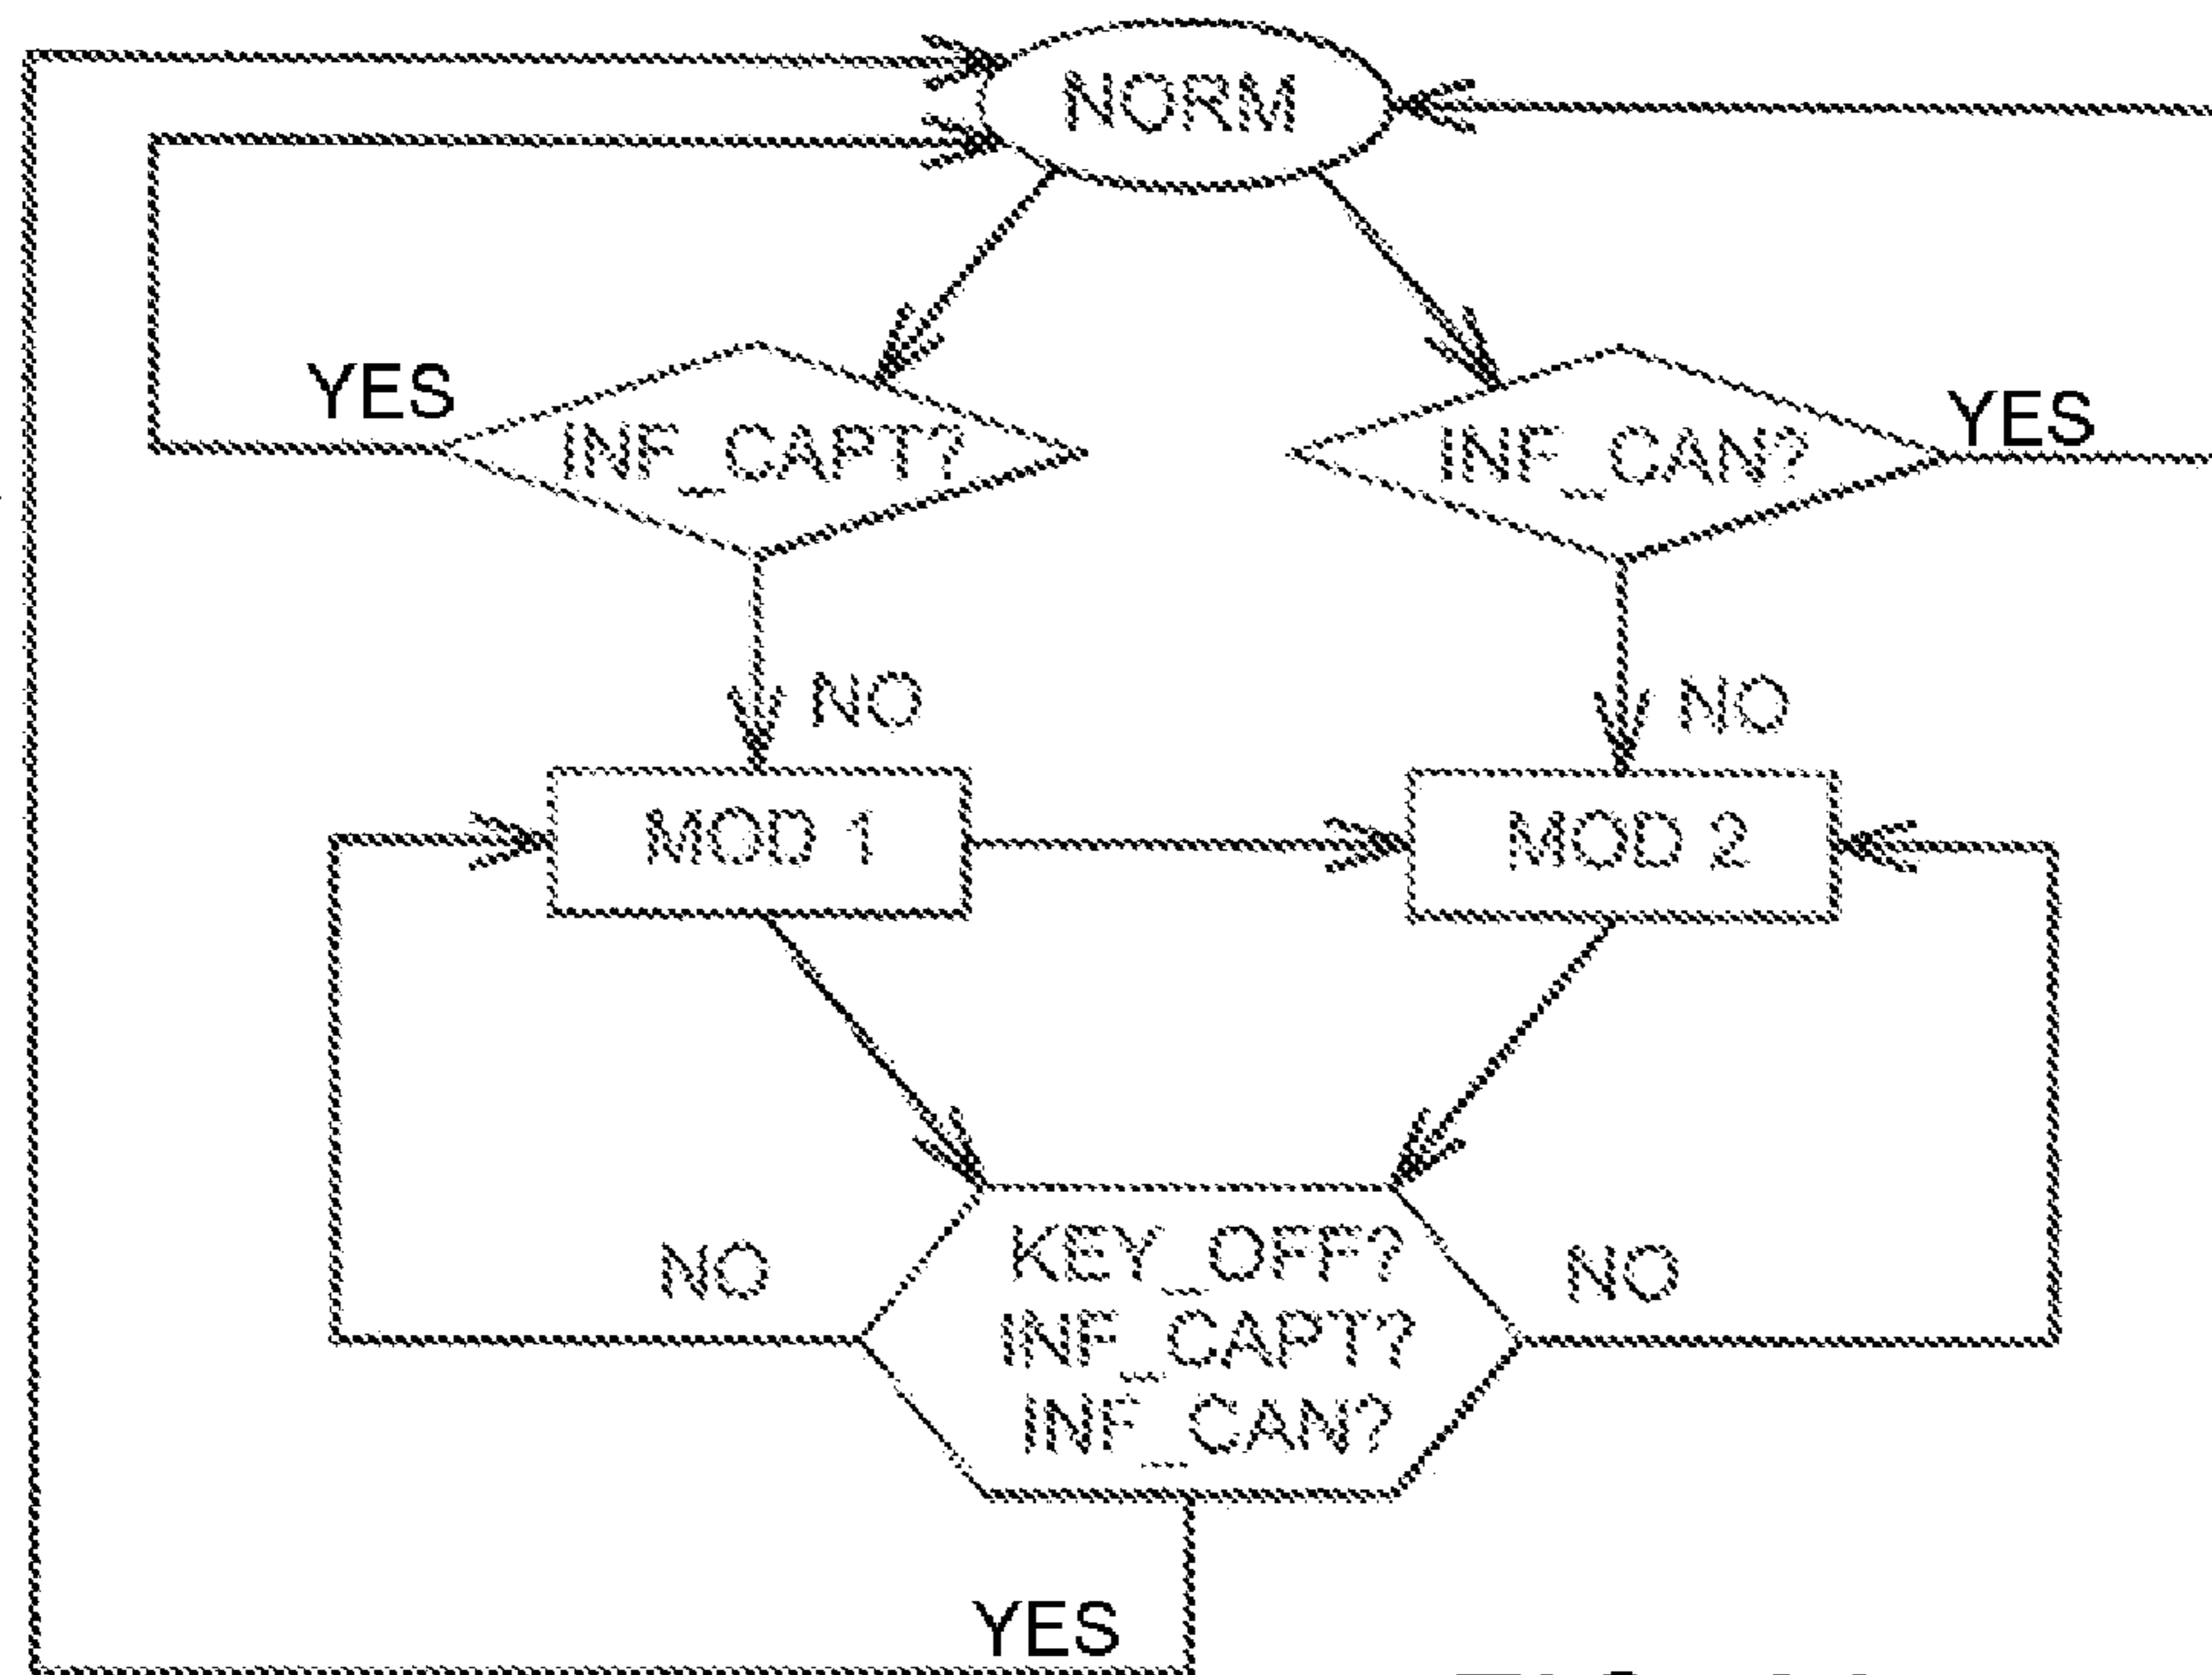 NORM
YES
INF_CAPT?
INF_CAN?
YES
NO
NO
MOD 1
MOD 2
NO
KEY_OFF?
INF_CAPT?
INF_CAN?
NO
YES